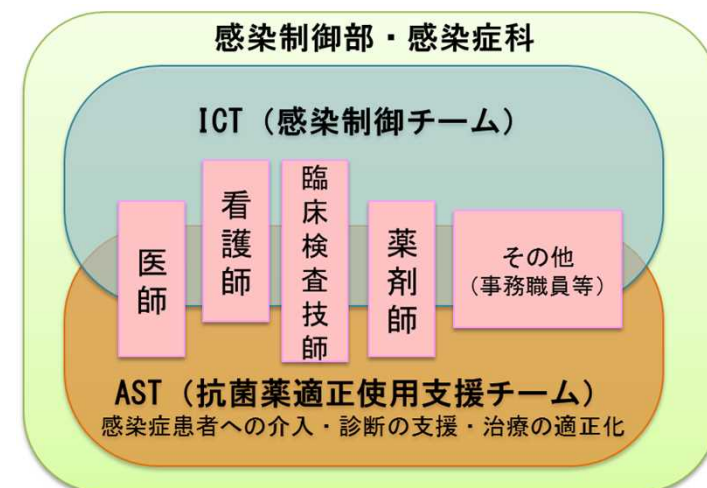 感染制御部・感染症科
ICT（感染制御チーム）
医師
看護師
臨床検査技師
薬剤師
その他
（事務職員等）
AST（抗菌薬適正使用支援チーム）
感染症患者への介入・診断の支援・治療の適正化